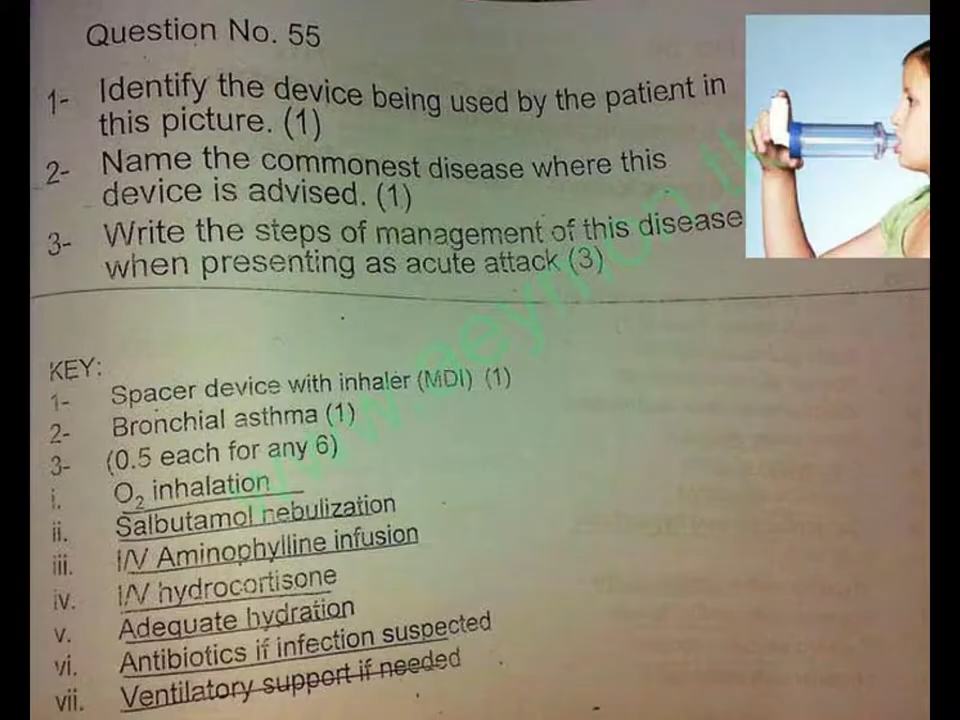 Question No. 55
1- Identify the device being used by the patient in
this picture. (1)
2- Name the commonest disease where this
device is advised. (1)
3- Write the steps of management of this disease
when presenting as acute attack (3)
KEY:
1- Spacer device with inhaler (MDI) (1)
2- Bronchial asthma (1)
3- (0.5 each for any 6)
i. O₂ inhalation
ii. Salbutamol nebulization
iii. I/V Aminophylline infusion
iv. I/V hydrocortisone
v. Adequate hydration
vi. Antibiotics if infection suspected
vii. Ventilatory support if needed